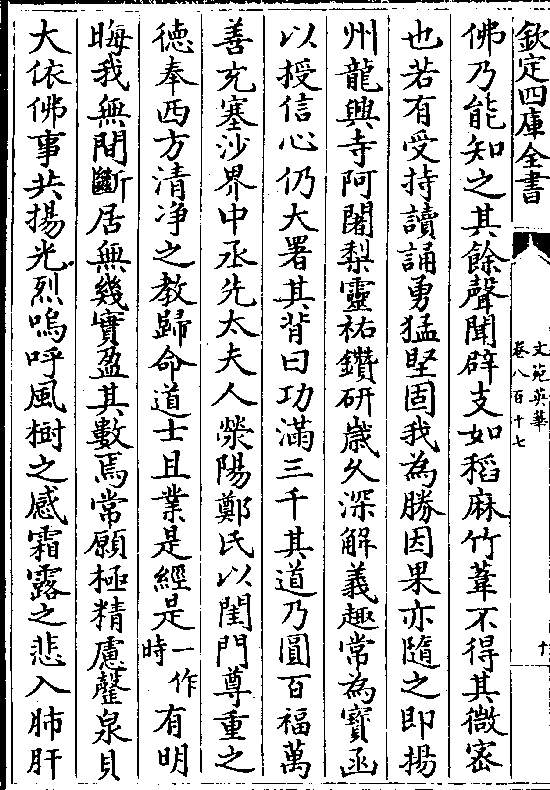 欽定四庫全書
文苑英華
卷八百十七
佛乃能知之其餘聲聞辟支如稻麻竹葦不得其微密
也若有受持讀誦勇猛堅固我為勝因果亦隨之即揚
州龍興寺阿闍梨靈祐鑽研歲久深解義趣常為寶函
以授信心仍大署其背曰功滿三千其道乃圓百福萬
善充塞沙界中丞先太夫人滎陽鄭氏以閨門尊重之
德奉西方清净之教歸命道士且業是經是一作時有明
晦我無間斷居無幾實盈其數焉常願極精慮罄泉貝
大依佛事共揚光烈嗚呼風樹之感霜露之悲入肺肝